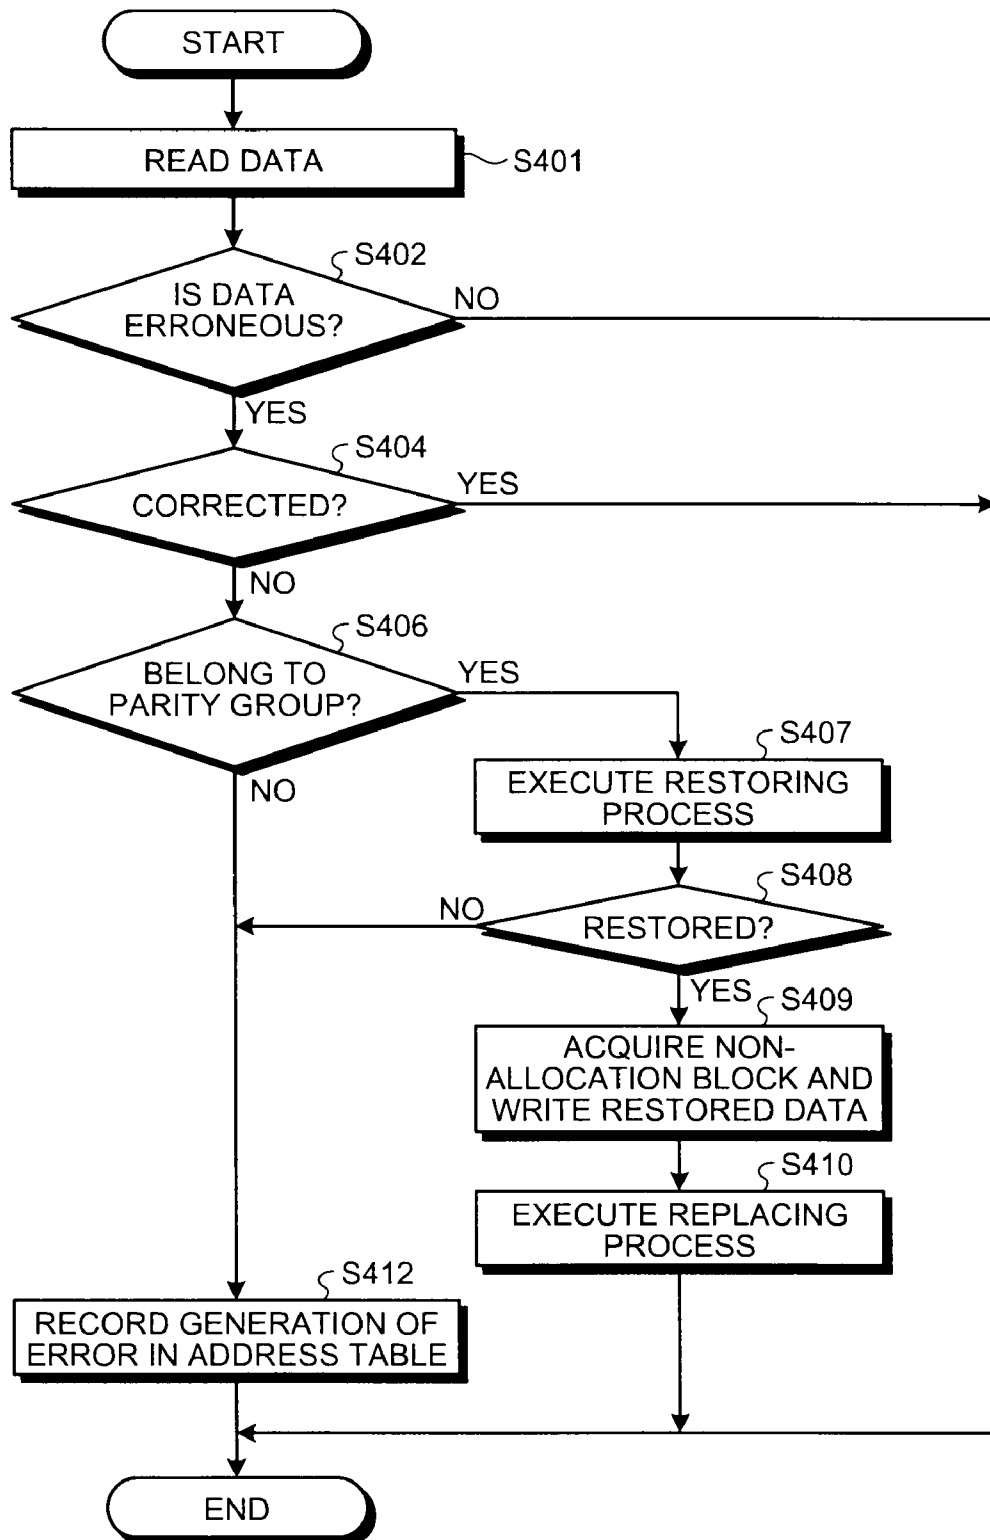 START
READ DATA
S401
S402
IS DATA
ERRONEOUS?
NO
YES
S404
CORRECTED?
YES
NO
S406
BELONG TO
PARITY GROUP?
YES
NO
S407
EXECUTE RESTORING
PROCESS
S408
RESTORED?
NO
YES
S409
ACQUIRE NON-
ALLOCATION BLOCK AND
WRITE RESTORED DATA
S410
EXECUTE REPLACING
PROCESS
S412
RECORD GENERATION OF
ERROR IN ADDRESS TABLE
END